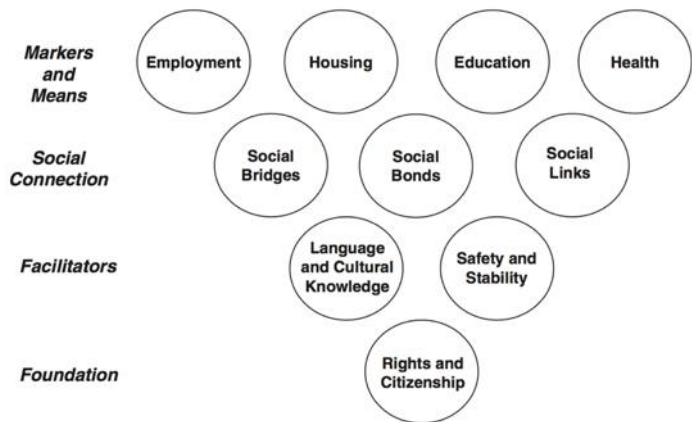 Markers
and
Means
Employment
Housing
Education
Health
Social
Connection
Social
Bridges
Social
Bonds
Social
Links
Facilitators
Language
and Cultural
Knowledge
Safety and
Stability
Foundation
Rights and
Citizenship